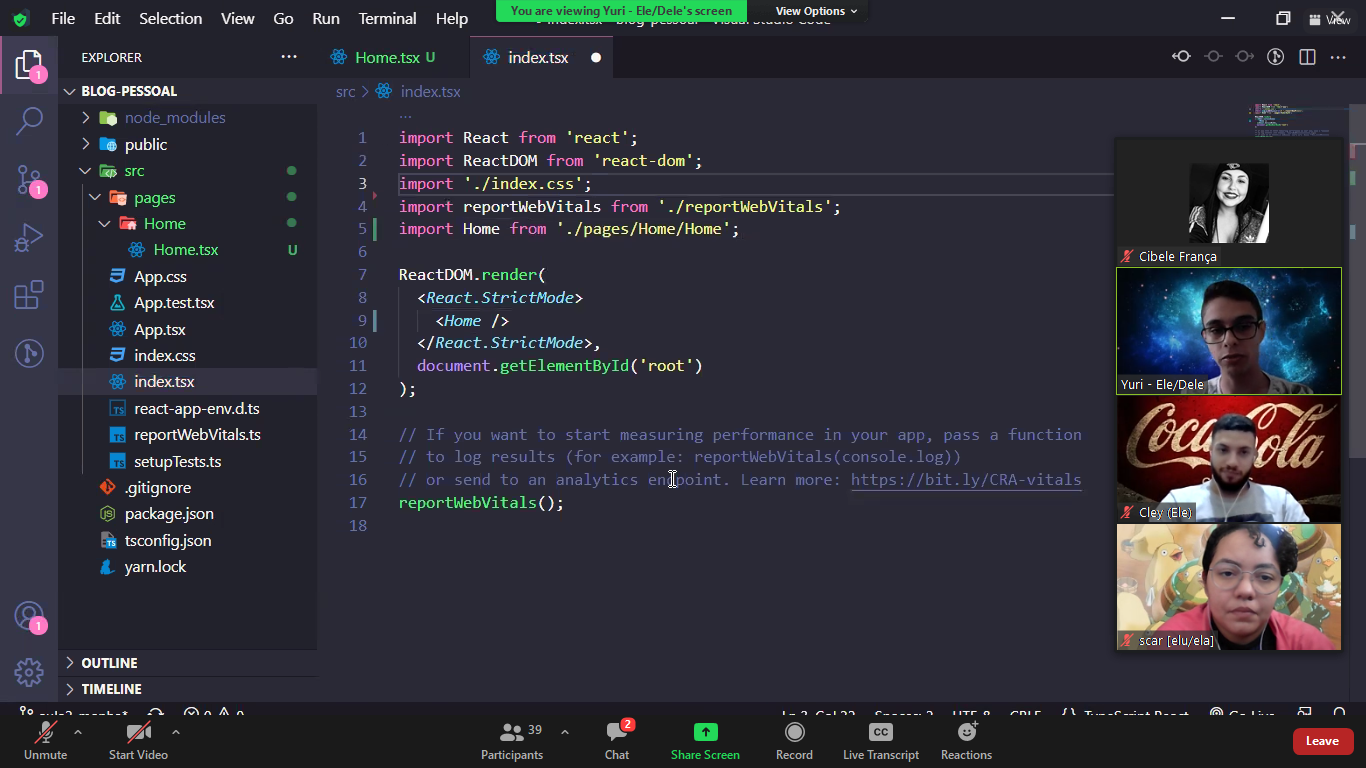 File Edit Selection View Go Run Terminal Help
You are viewing Yuri - Ele/Dele's screen
View Options
View
EXPLORER
Home.tsx U
index.tsx
BLOG-PESSOAL
src > index.tsx
node_modules
public
src
pages
Home
Home.tsx U
App.css
App.test.tsx
App.tsx
index.css
index.tsx
react-app-env.d.ts
reportWebVitals.ts
setupTests.ts
.gitignore
package.json
tsconfig.json
yarn.lock
OUTLINE
TIMELINE
1
1
1
...
1 import React from 'react';
2 import ReactDOM from 'react-dom';
3 import './index.css';
4 import reportWebVitals from './reportWebVitals';
5 import Home from './pages/Home/Home';
6
7 ReactDOM.render(
8 <React.StrictMode>
9 <Home />
10 </React.StrictMode>,
11 document.getElementById('root')
12 );
13
14 // If you want to start measuring performance in your app, pass a function
15 // to log results (for example: reportWebVitals(console.log))
16 // or send to an analytics endpoint. Learn more: https://bit.ly/CRA-vitals
17 reportWebVitals();
18
Cibele França
Yuri - Ele/Dele
Coca Cola
Cley (Ele)
scar [elu/ela]
Unmute
Start Video
39
Participants
2
Chat
Share Screen
Record
CC
Live Transcript
Reactions
Leave